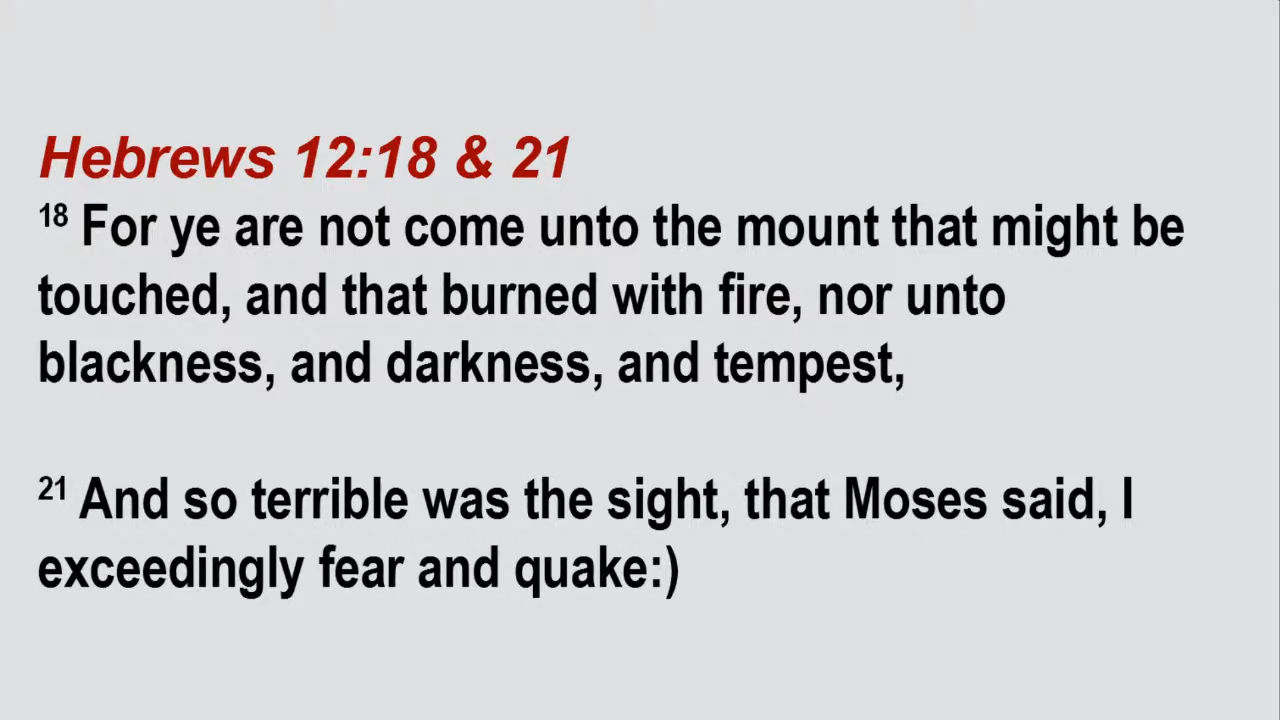 Hebrews 12:18 & 21
18 For ye are not come unto the mount that might be
touched, and that burned with fire, nor unto
blackness, and darkness, and tempest,
21 And so terrible was the sight, that Moses said, I
exceedingly fear and quake:)